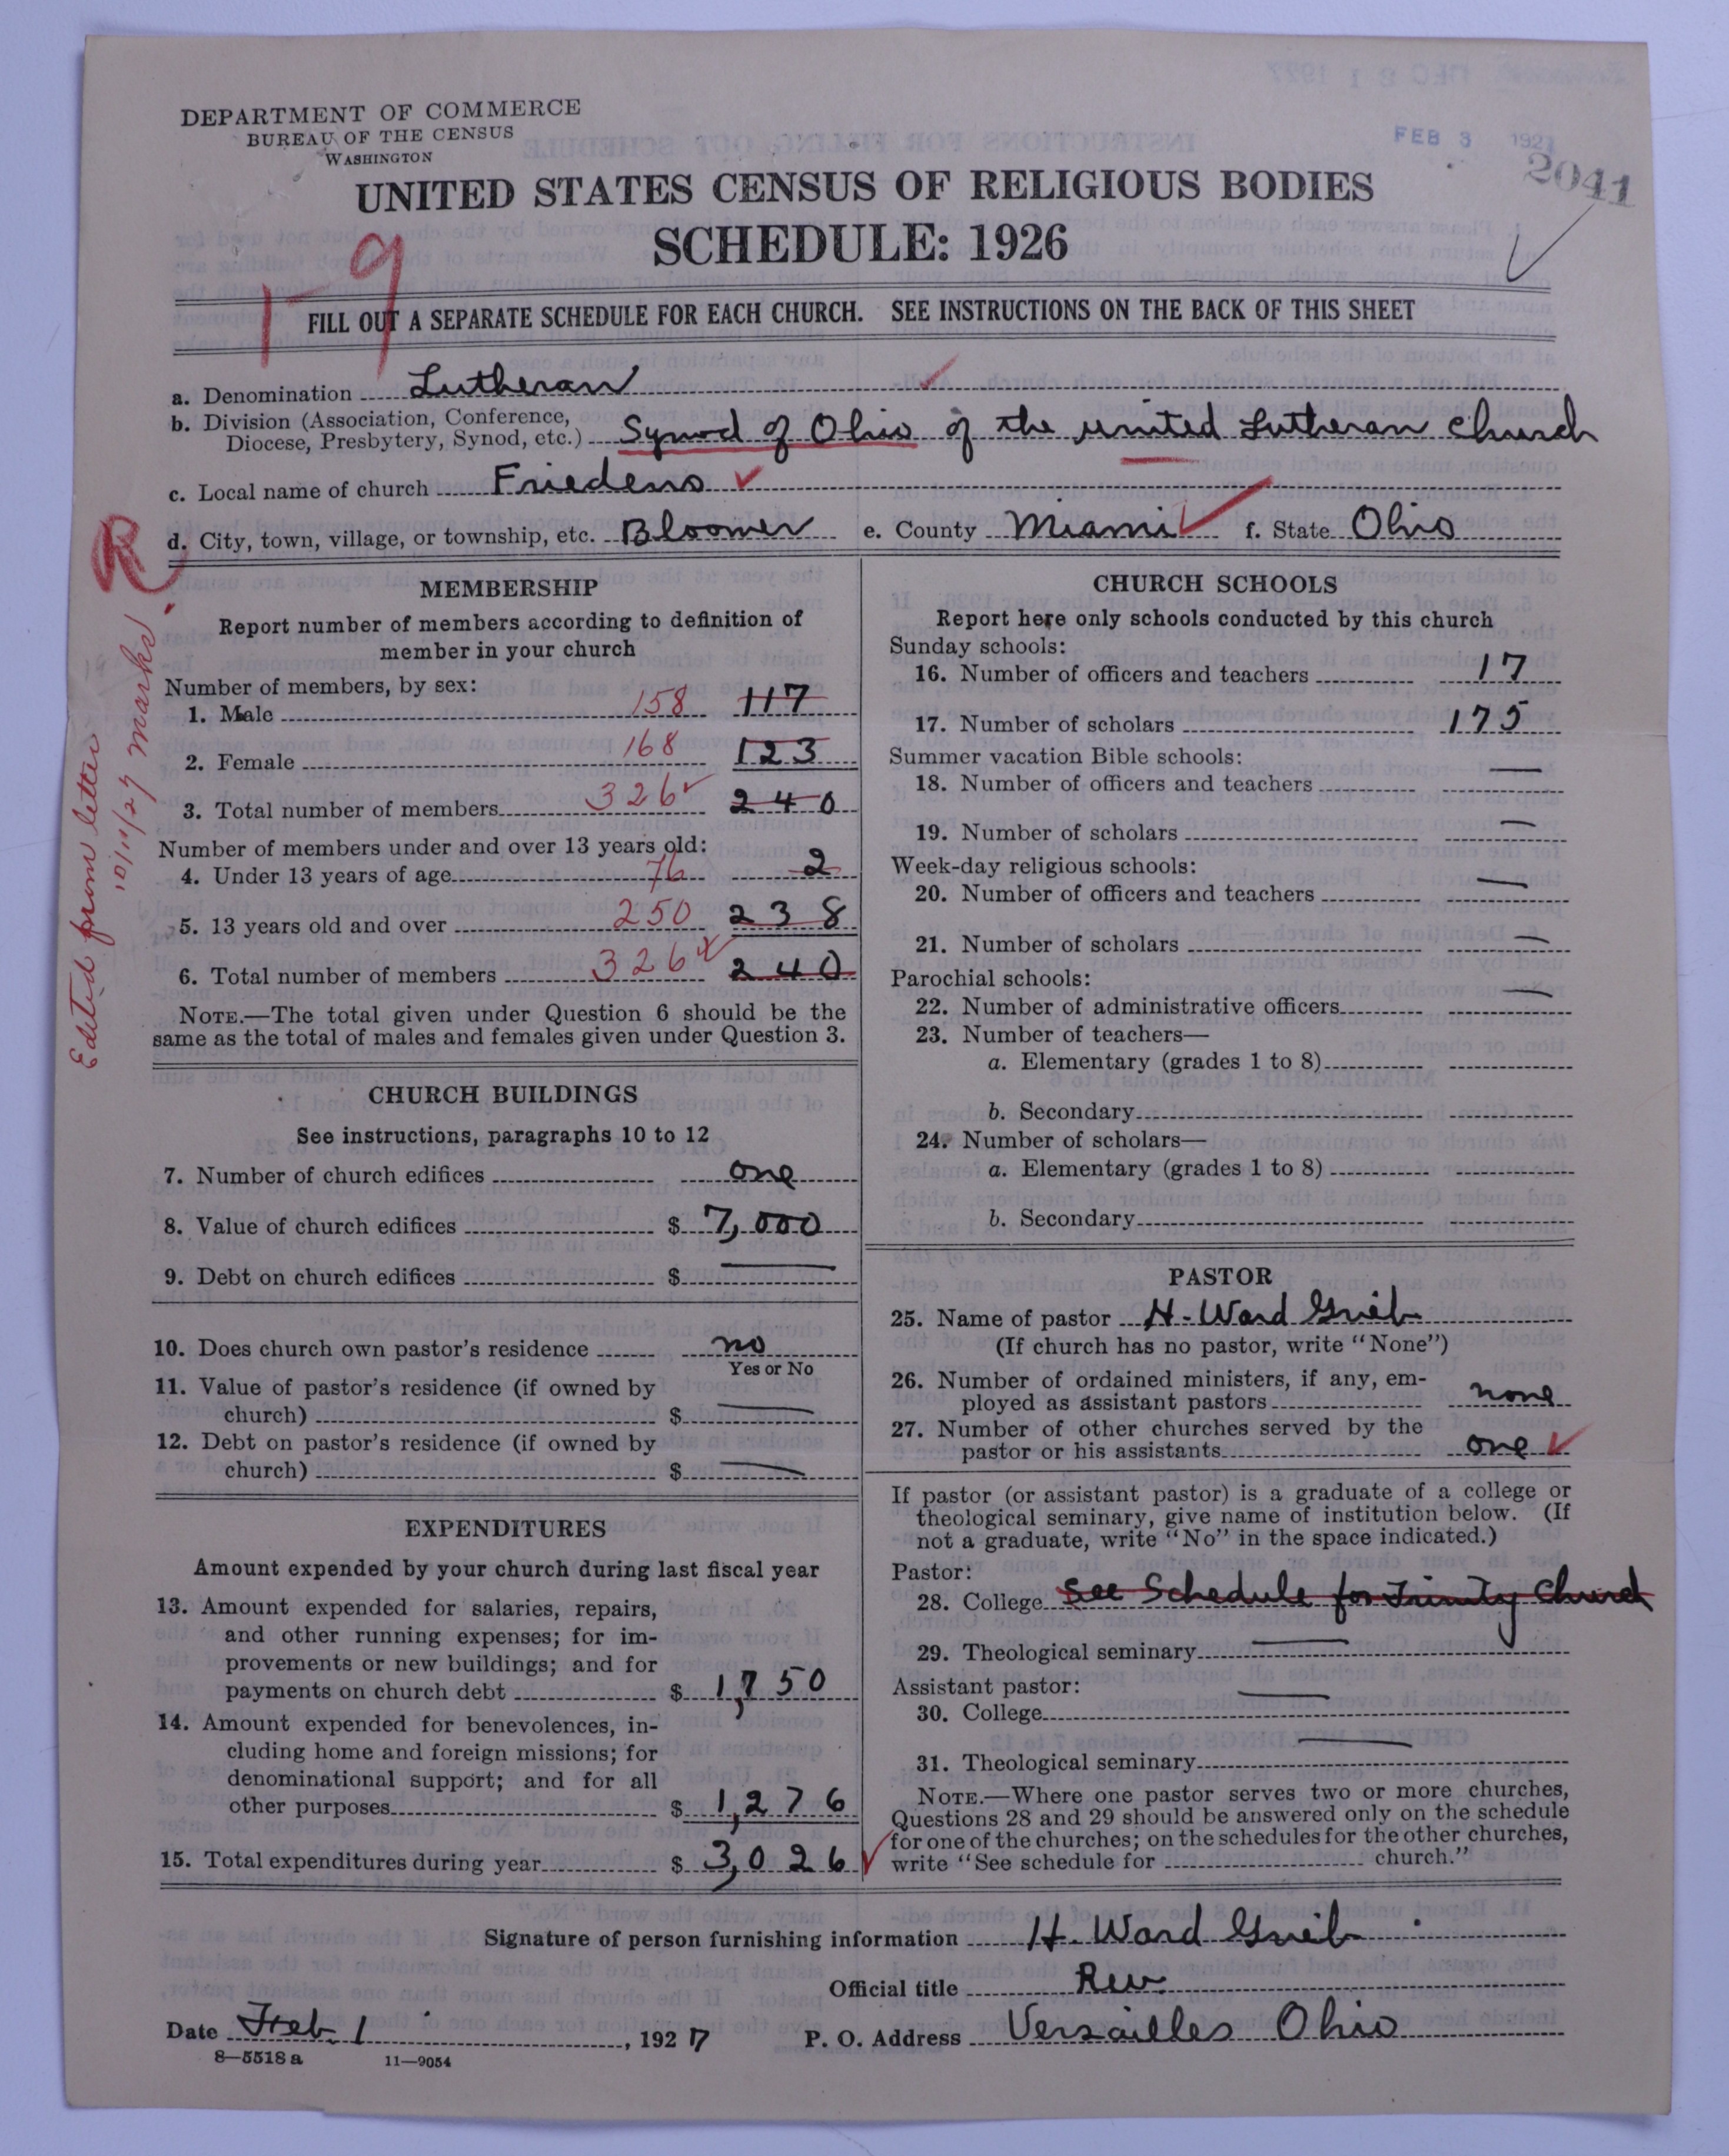 DEPARTMENT OF COMMERCE
BUREAU OF THE CENSUS
WASHINGTON
FEB 3 1927
2041
UNITED STATES CENSUS OF RELIGIOUS BODIES
SCHEDULE: 1926
1-9
FILL OUT A SEPARATE SCHEDULE FOR EACH CHURCH. SEE INSTRUCTIONS ON THE BACK OF THIS SHEET
a. Denomination Lutheran
b. Division (Association, Conference,
Diocese, Presbytery, Synod, etc.) Synod of Ohio of the united Lutheran Church
c. Local name of church Friedens
d. City, town, village, or township, etc. Bloomer e. County Miami f. State Ohio
R
Edited from letter
10/11/27 Marks
MEMBERSHIP
Report number of members according to definition of
member in your church
Number of members, by sex:
1. Male 158 117
2. Female 168 123
3. Total number of members 326 240
Number of members under and over 13 years old:
4. Under 13 years of age 76 2
5. 13 years old and over 250 238
6. Total number of members 326 240
NOTE.—The total given under Question 6 should be the
same as the total of males and females given under Question 3.
CHURCH BUILDINGS
See instructions, paragraphs 10 to 12
7. Number of church edifices one
8. Value of church edifices $ 7,000
9. Debt on church edifices $ —
10. Does church own pastor's residence no
Yes or No
11. Value of pastor's residence (if owned by
church) $ —
12. Debt on pastor's residence (if owned by
church) $ —
EXPENDITURES
Amount expended by your church during last fiscal year
13. Amount expended for salaries, repairs,
and other running expenses; for im-
provements or new buildings; and for
payments on church debt $ 1,750
14. Amount expended for benevolences, in-
cluding home and foreign missions; for
denominational support; and for all
other purposes $ 1,276
15. Total expenditures during year $ 3,026
CHURCH SCHOOLS
Report here only schools conducted by this church
Sunday schools:
16. Number of officers and teachers 17
17. Number of scholars 175
Summer vacation Bible schools:
18. Number of officers and teachers —
19. Number of scholars —
Week-day religious schools:
20. Number of officers and teachers —
21. Number of scholars —
Parochial schools:
22. Number of administrative officers —
23. Number of teachers—
a. Elementary (grades 1 to 8)
b. Secondary
24. Number of scholars—
a. Elementary (grades 1 to 8)
b. Secondary
PASTOR
25. Name of pastor H. Ward Grieb
(If church has no pastor, write "None")
26. Number of ordained ministers, if any, em-
ployed as assistant pastors none
27. Number of other churches served by the
pastor or his assistants one
If pastor (or assistant pastor) is a graduate of a college or
theological seminary, give name of institution below. (If
not a graduate, write "No" in the space indicated.)
Pastor:
28. College See Schedule for Trinity Church
29. Theological seminary —
Assistant pastor:
30. College —
31. Theological seminary —
NOTE.—Where one pastor serves two or more churches,
Questions 28 and 29 should be answered only on the schedule
for one of the churches; on the schedules for the other churches,
write "See schedule for church."
Signature of person furnishing information H. Ward Grieb
Official title Rev.
Date Feb. 1, 1927 P. O. Address Versailles Ohio
8—5518 a 11—9054